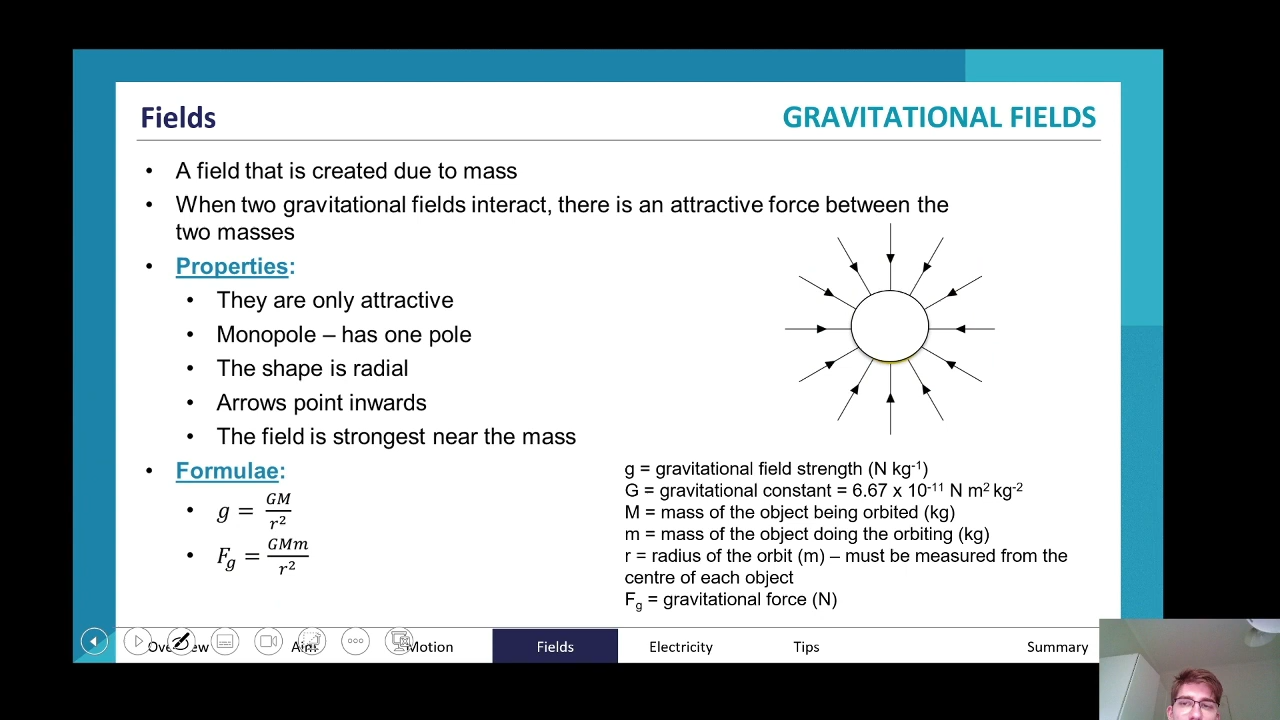 Fields
GRAVITATIONAL FIELDS
• A field that is created due to mass
• When two gravitational fields interact, there is an attractive force between the
two masses
• Properties:
• They are only attractive
• Monopole – has one pole
• The shape is radial
• Arrows point inwards
• The field is strongest near the mass
• Formulae:
• g = GM/r²
• F_g = GMm/r²
g = gravitational field strength (N kg⁻¹)
G = gravitational constant = 6.67 x 10⁻¹¹ N m² kg⁻²
M = mass of the object being orbited (kg)
m = mass of the object doing the orbiting (kg)
r = radius of the orbit (m) – must be measured from the
centre of each object
F_g = gravitational force (N)
Motion Fields Electricity Tips Summary